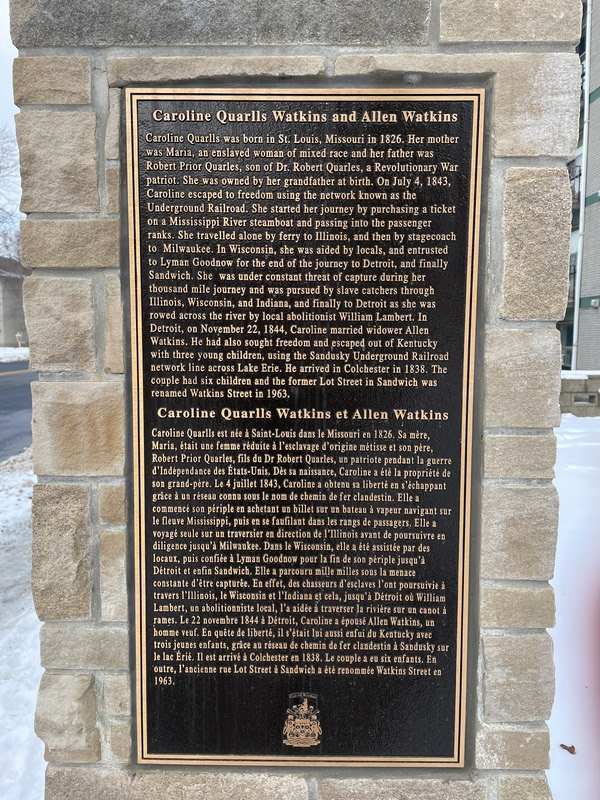 Caroline Quarlls Watkins and Allen Watkins
Caroline Quarlls was born in St. Louis, Missouri in 1826. Her mother
was Maria, an enslaved woman of mixed race and her father was
Robert Prior Quarles, son of Dr. Robert Quarles, a Revolutionary War
patriot. She was owned by her grandfather at birth. On July 4, 1843,
Caroline escaped to freedom using the network known as the
Underground Railroad. She started her journey by purchasing a ticket
on a Mississippi River steamboat and passing into the passenger
ranks. She travelled alone by ferry to Illinois, and then by stagecoach
to Milwaukee. In Wisconsin, she was aided by locals, and entrusted
to Lyman Goodnow for the end of the journey to Detroit, and finally
Sandwich. She was under constant threat of capture during her
thousand mile journey and was pursued by slave catchers through
Illinois, Wisconsin, and Indiana, and finally to Detroit as she was
rowed across the river by local abolitionist William Lambert. In
Detroit, on November 22, 1844, Caroline married widower Allen
Watkins. He had also sought freedom and escaped out of Kentucky
with three young children, using the Sandusky Underground Railroad
network line across Lake Erie. He arrived in Colchester in 1838. The
couple had six children and the former Lot Street in Sandwich was
renamed Watkins Street in 1963.
Caroline Quarlls Watkins et Allen Watkins
Caroline Quarlls est née à Saint-Louis dans le Missouri en 1826. Sa mère,
Maria, était une femme réduite à l'esclavage d'origine métisse et son père,
Robert Prior Quarles, fils du Dr Robert Quarles, un patriote pendant la guerre
d'Indépendance des États-Unis. Dès sa naissance, Caroline a été la propriété de
son grand-père. Le 4 juillet 1843, Caroline a obtenu sa liberté en s'échappant
grâce à un réseau connu sous le nom de chemin de fer clandestin. Elle a
commencé son périple en achetant un billet sur un bateau à vapeur navigant sur
le fleuve Mississippi, puis en se faufilant dans les rangs de passagers. Elle a
voyagé seule sur un traversier en direction de l'Illinois avant de poursuivre en
diligence jusqu'à Milwaukee. Dans le Wisconsin, elle a été assistée par des
locaux, puis confiée à Lyman Goodnow pour la fin de son périple jusqu'à
Détroit et enfin Sandwich. Elle a parcouru mille milles sous la menace
constante d'être capturée. En effet, des chasseurs d'esclaves l'ont poursuivie à
travers l'Illinois, le Wisconsin et l'Indiana et cela, jusqu'à Détroit où William
Lambert, un abolitionniste local, l'a aidée à traverser la rivière sur un canot à
rames. Le 22 novembre 1844 à Détroit, Caroline a épousé Allen Watkins, un
homme veuf. En quête de liberté, il s'était lui aussi enfui du Kentucky avec
trois jeunes enfants, grâce au réseau de chemin de fer clandestin à Sandusky sur
le lac Érié. Il est arrivé à Colchester en 1838. Le couple a eu six enfants. En
outre, l'ancienne rue Lot Street à Sandwich a été renommée Watkins Street en
1963.